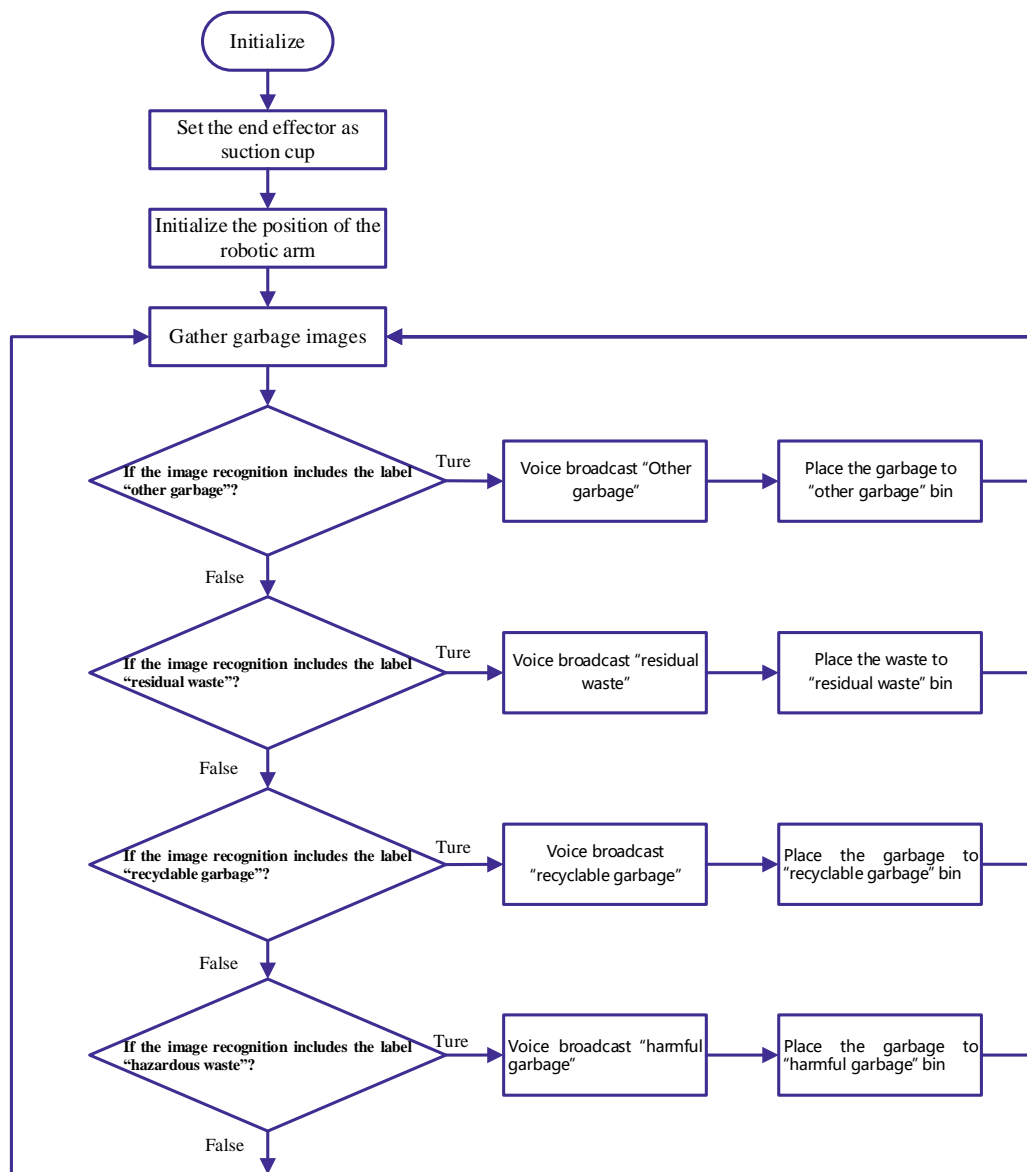 Initialize
Set the end effector as
suction cup
Initialize the position of the
robotic arm
Gather garbage images
If the image recognition includes the label
“other garbage”?
Ture
Voice broadcast “Other
garbage”
Place the garbage to
“other garbage” bin
False
If the image recognition includes the label
“residual waste”?
Ture
Voice broadcast “residual
waste”
Place the waste to
“residual waste” bin
False
If the image recognition includes the label
“recyclable garbage”?
Ture
Voice broadcast
“recyclable garbage”
Place the garbage to
“recyclable garbage” bin
False
If the image recognition includes the label
“hazardous waste”?
Ture
Voice broadcast “harmful
garbage”
Place the garbage to
“harmful garbage” bin
False